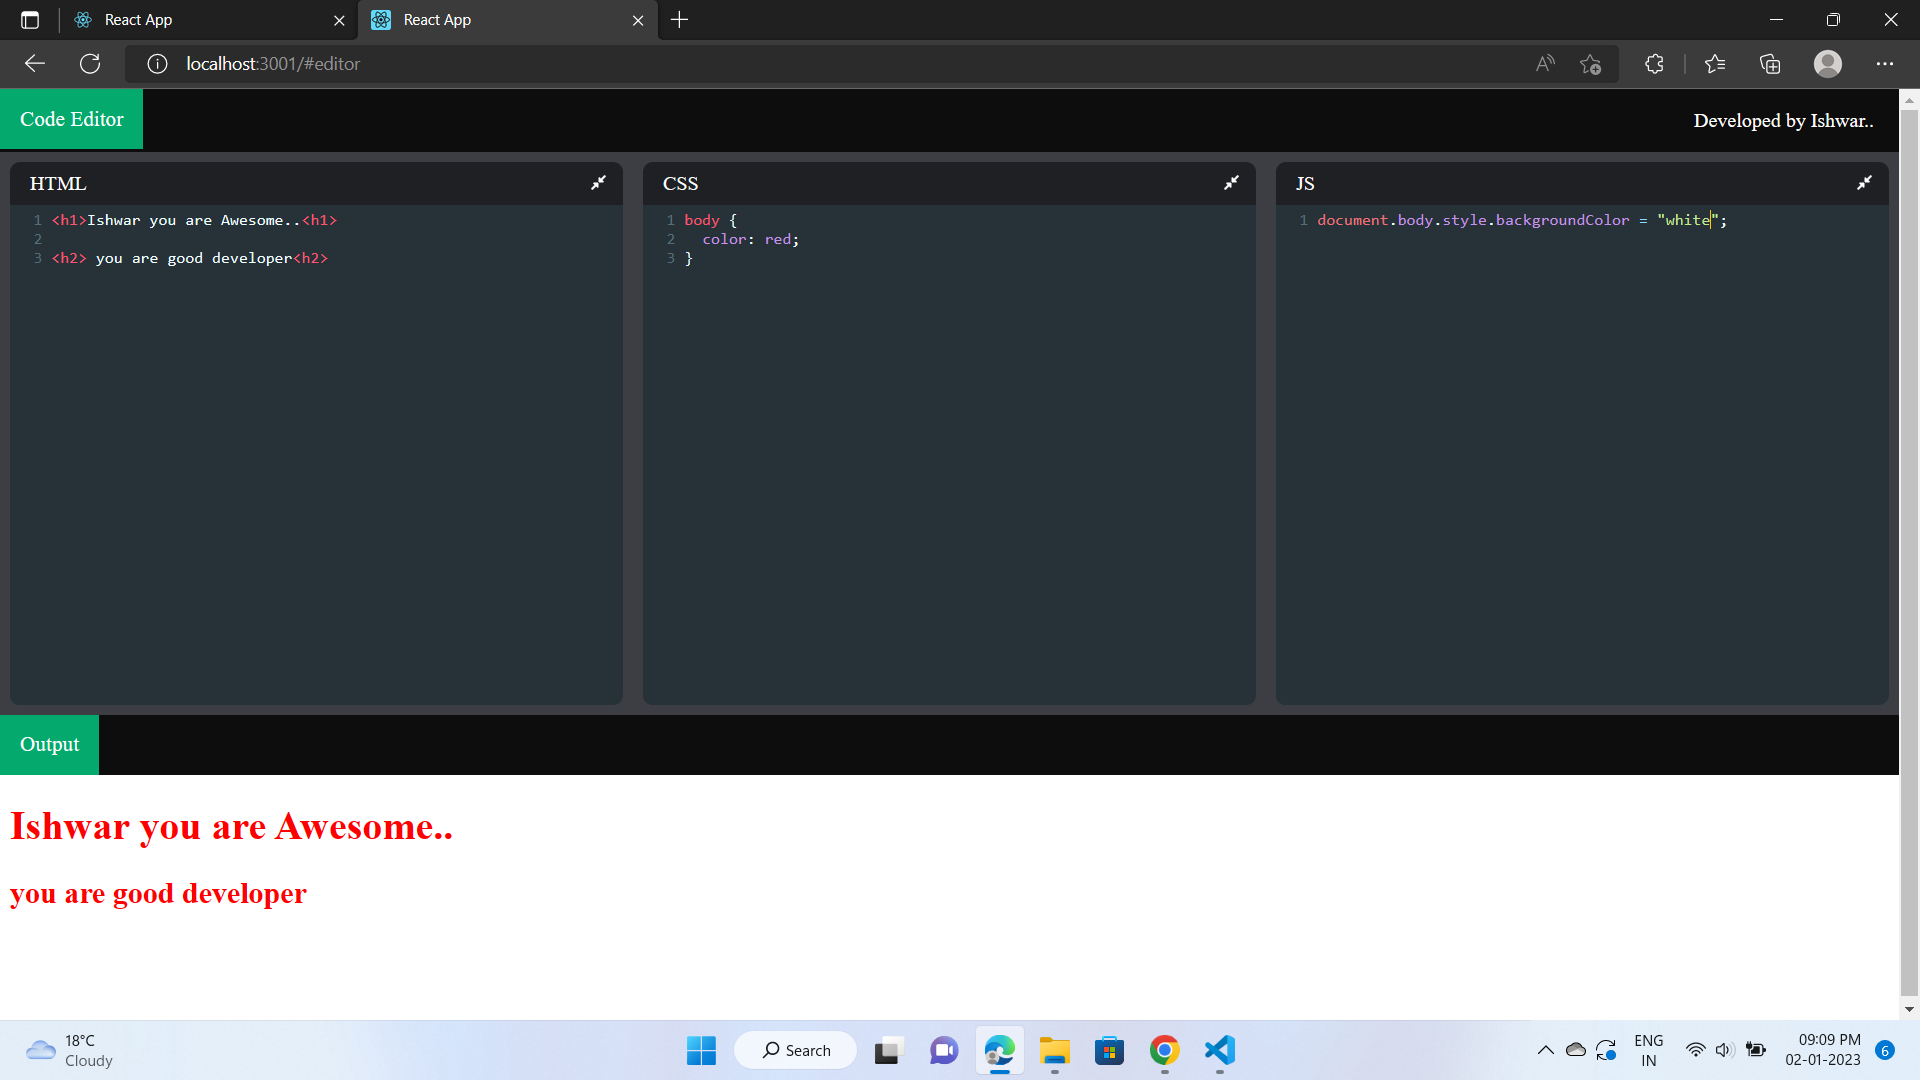 React App
React App
localhost:3001/#editor
Code Editor
Developed by Ishwar..
HTML
1 <h1>Ishwar you are Awesome..<h1>
2
3 <h2> you are good developer<h2>
CSS
1 body {
2   color: red;
3 }
JS
1 document.body.style.backgroundColor = "white";
Output
Ishwar you are Awesome..
you are good developer
18°C
Cloudy
Search
ENG
IN
09:09 PM
02-01-2023
6